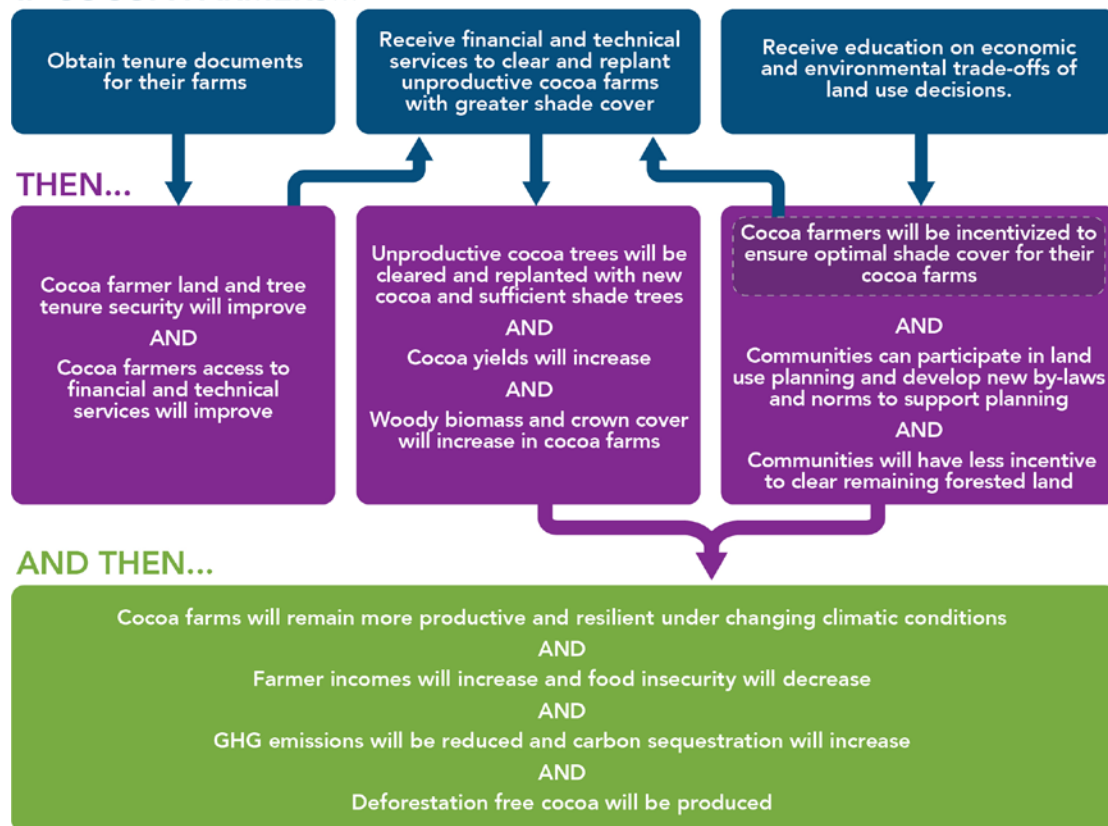 Obtain tenure documents
for their farms
Receive financial and technical
services to clear and replant
unproductive cocoa farms
with greater shade cover
Receive education on economic
and environmental trade-offs of
land use decisions.
THEN...
Cocoa farmer land and tree
tenure security will improve
AND
Cocoa farmers access to
financial and technical
services will improve
Unproductive cocoa trees will be
cleared and replanted with new
cocoa and sufficient shade trees
AND
Cocoa yields will increase
AND
Woody biomass and crown cover
will increase in cocoa farms
Cocoa farmers will be incentivized to
ensure optimal shade cover for their
cocoa farms
AND
Communities can participate in land
use planning and develop new by-laws
and norms to support planning
AND
Communities will have less incentive
to clear remaining forested land
AND THEN...
Cocoa farms will remain more productive and resilient under changing climatic conditions
AND
Farmer incomes will increase and food insecurity will decrease
AND
GHG emissions will be reduced and carbon sequestration will increase
AND
Deforestation free cocoa will be produced